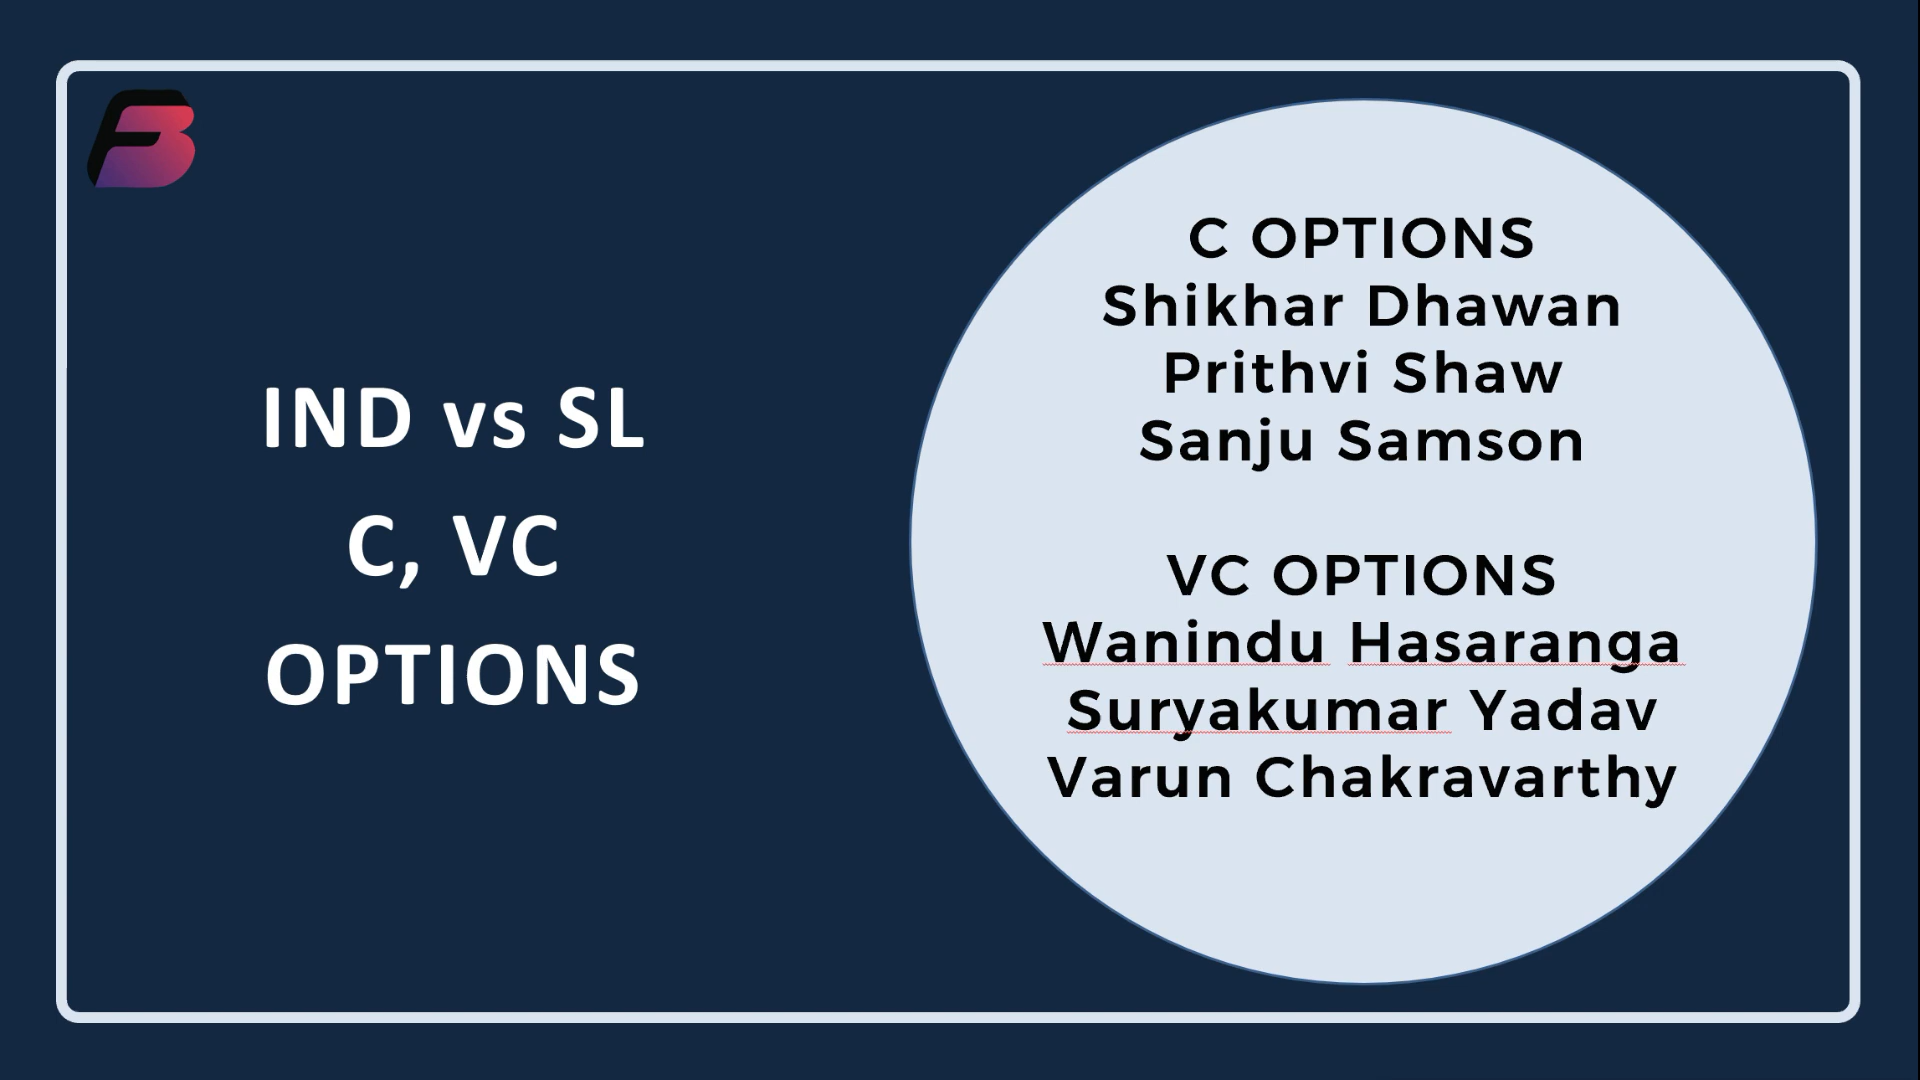 IND vs SL
C, VC
OPTIONS
C OPTIONS
Shikhar Dhawan
Prithvi Shaw
Sanju Samson
VC OPTIONS
Wanindu Hasaranga
Suryakumar Yadav
Varun Chakravarthy